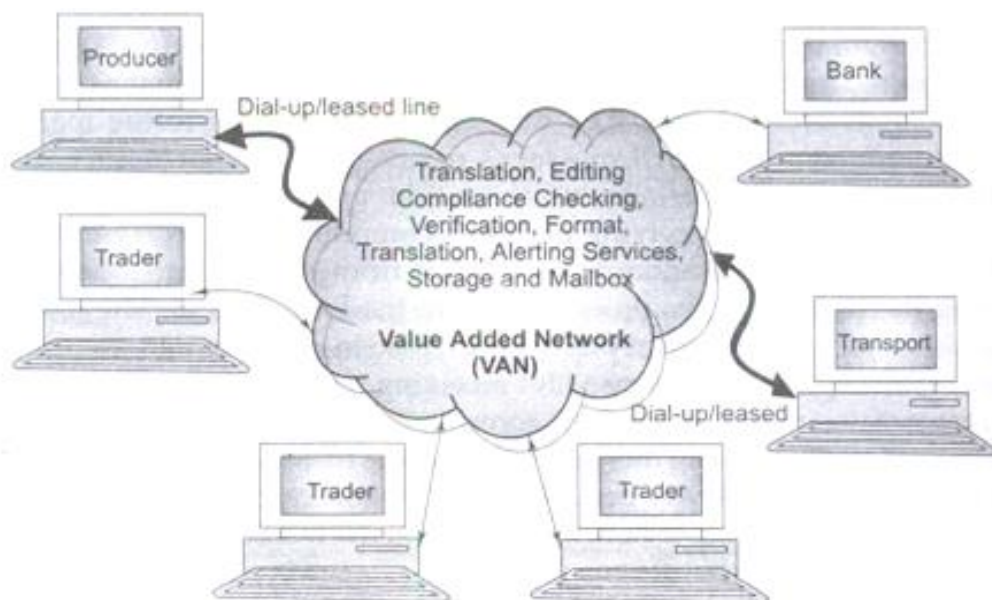 Producer
Bank
Dial-up/leased line
Translation, Editing
Compliance Checking,
Verification, Format,
Translation, Alerting Services,
Storage and Mailbox
Trader
Value Added Network
(VAN)
Transport
Dial-up/leased
Trader
Trader